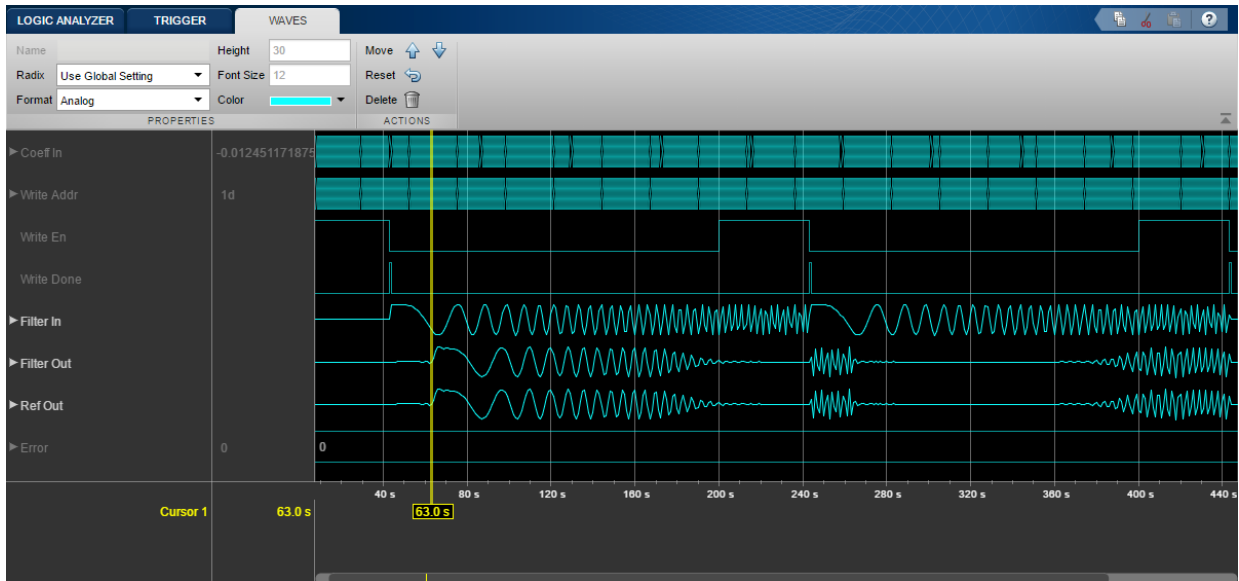 LOGIC ANALYZER TRIGGER WAVES
?
Name Height 30 Move
Radix Use Global Setting Font Size 12 Reset
Format Analog Color Delete
PROPERTIES ACTIONS
Coeff In -0.012451171875
Write Addr 1d
Write En
Write Done
Filter In
Filter Out
Ref Out
Error 0 0
40 s 80 s 120 s 160 s 200 s 240 s 280 s 320 s 360 s 400 s 440 s
Cursor 1 63.0 s 63.0 s